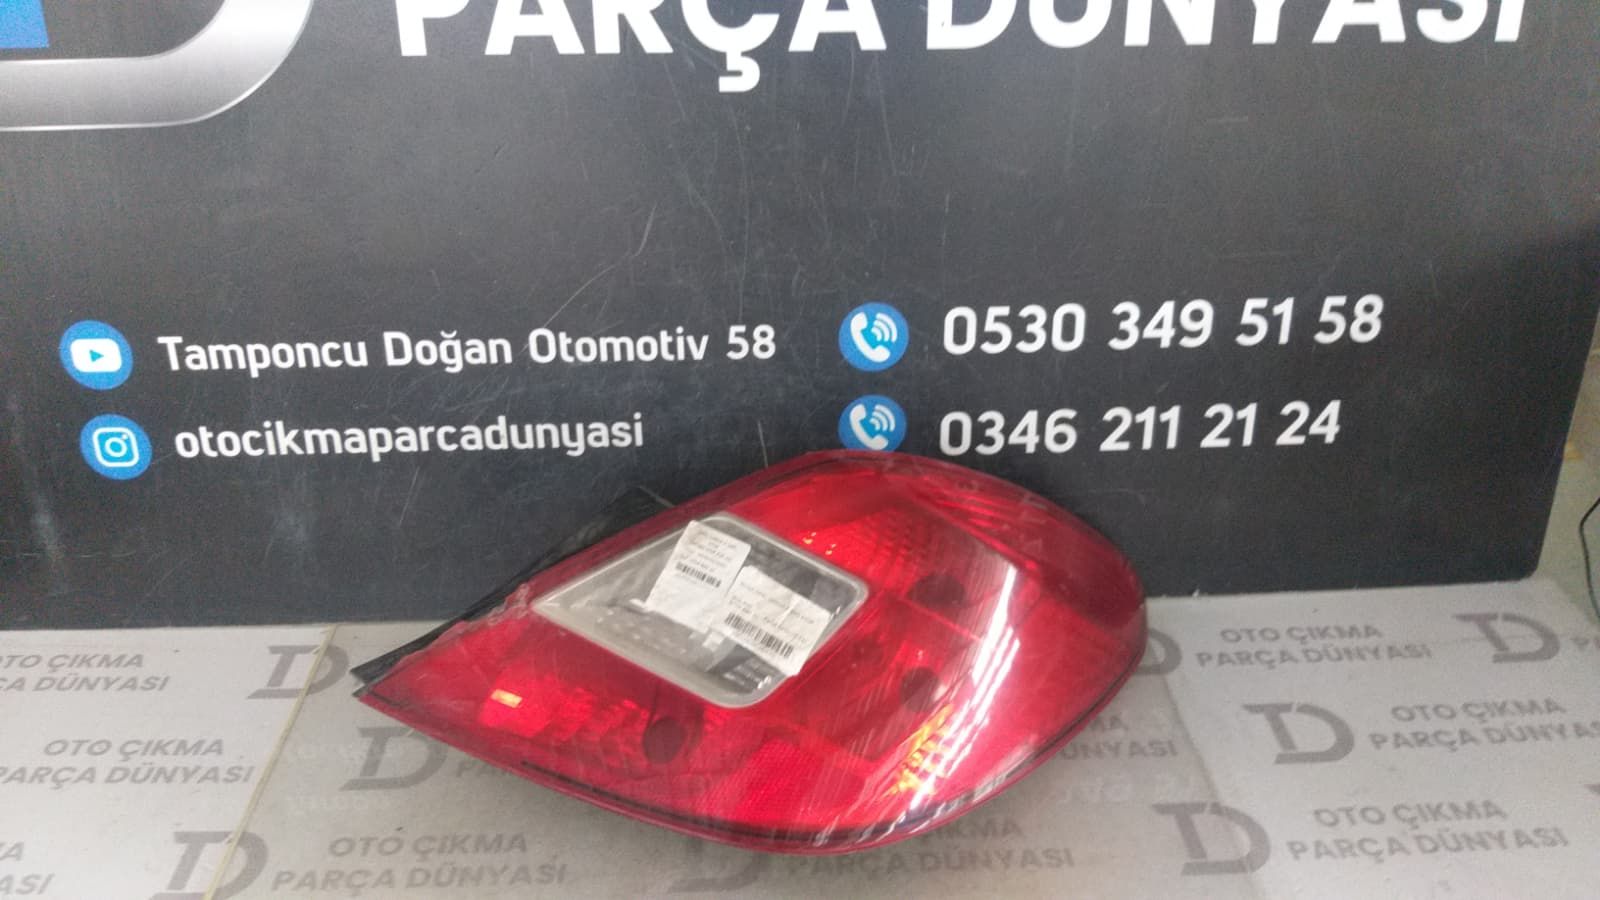 PARÇA DÜNYASI
Tamponcu Doğan Otomotiv 58
0530 349 51 58
otocikmaparcadunyasi
0346 211 21 24
OTO ÇIKMA
PARÇA DÜNYASI
OTO ÇIKMA
PARÇA DÜNYASI
OTO ÇIKMA
PARÇA DÜNYASI
OTO ÇIKMA
PARÇA DÜNYASI
OTO ÇIKMA
PARÇA DÜNYASI
OTO ÇIKMA
PARÇA DÜNYASI